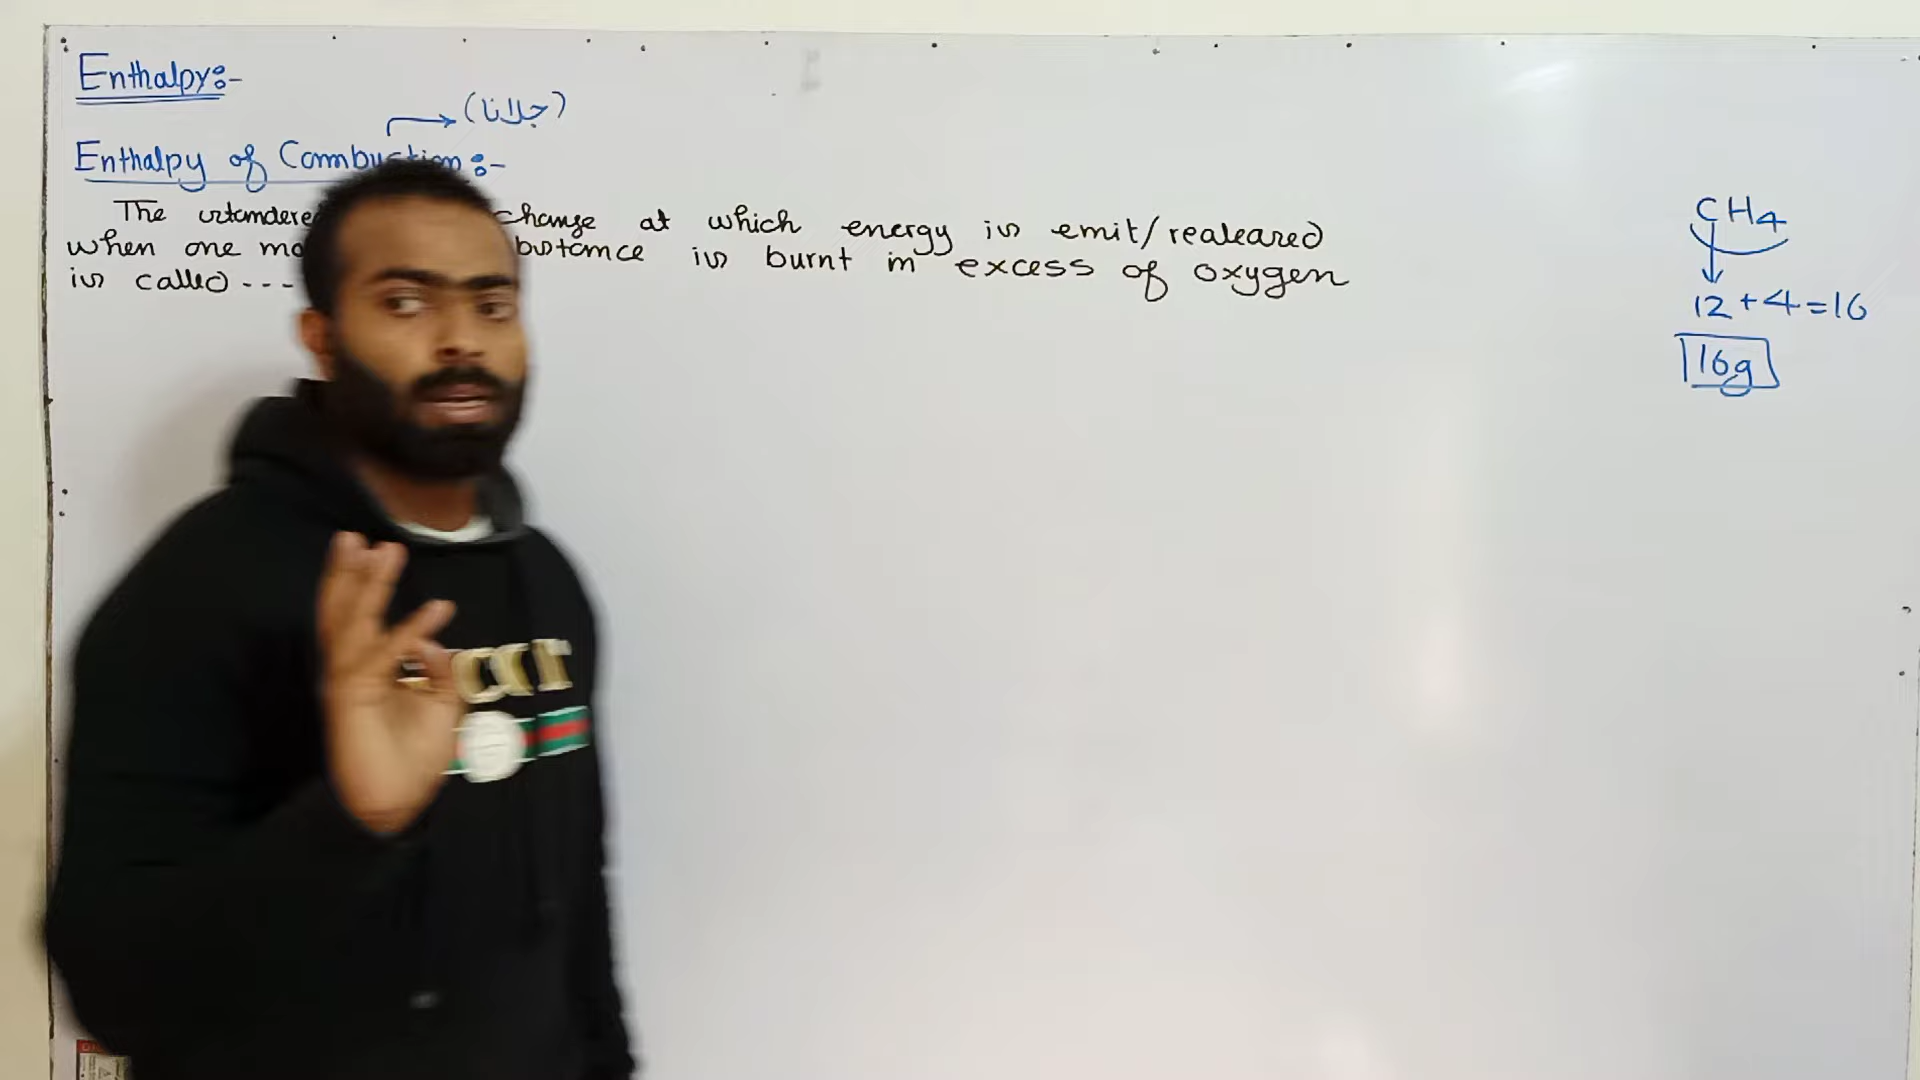 Enthalpy:-
(جلانا)
Enthalpy of Combustion:-
The change at which energy is emit/realeared
when one is burnt in excess of oxygen
is called ---
CH4
12+4=16
16g